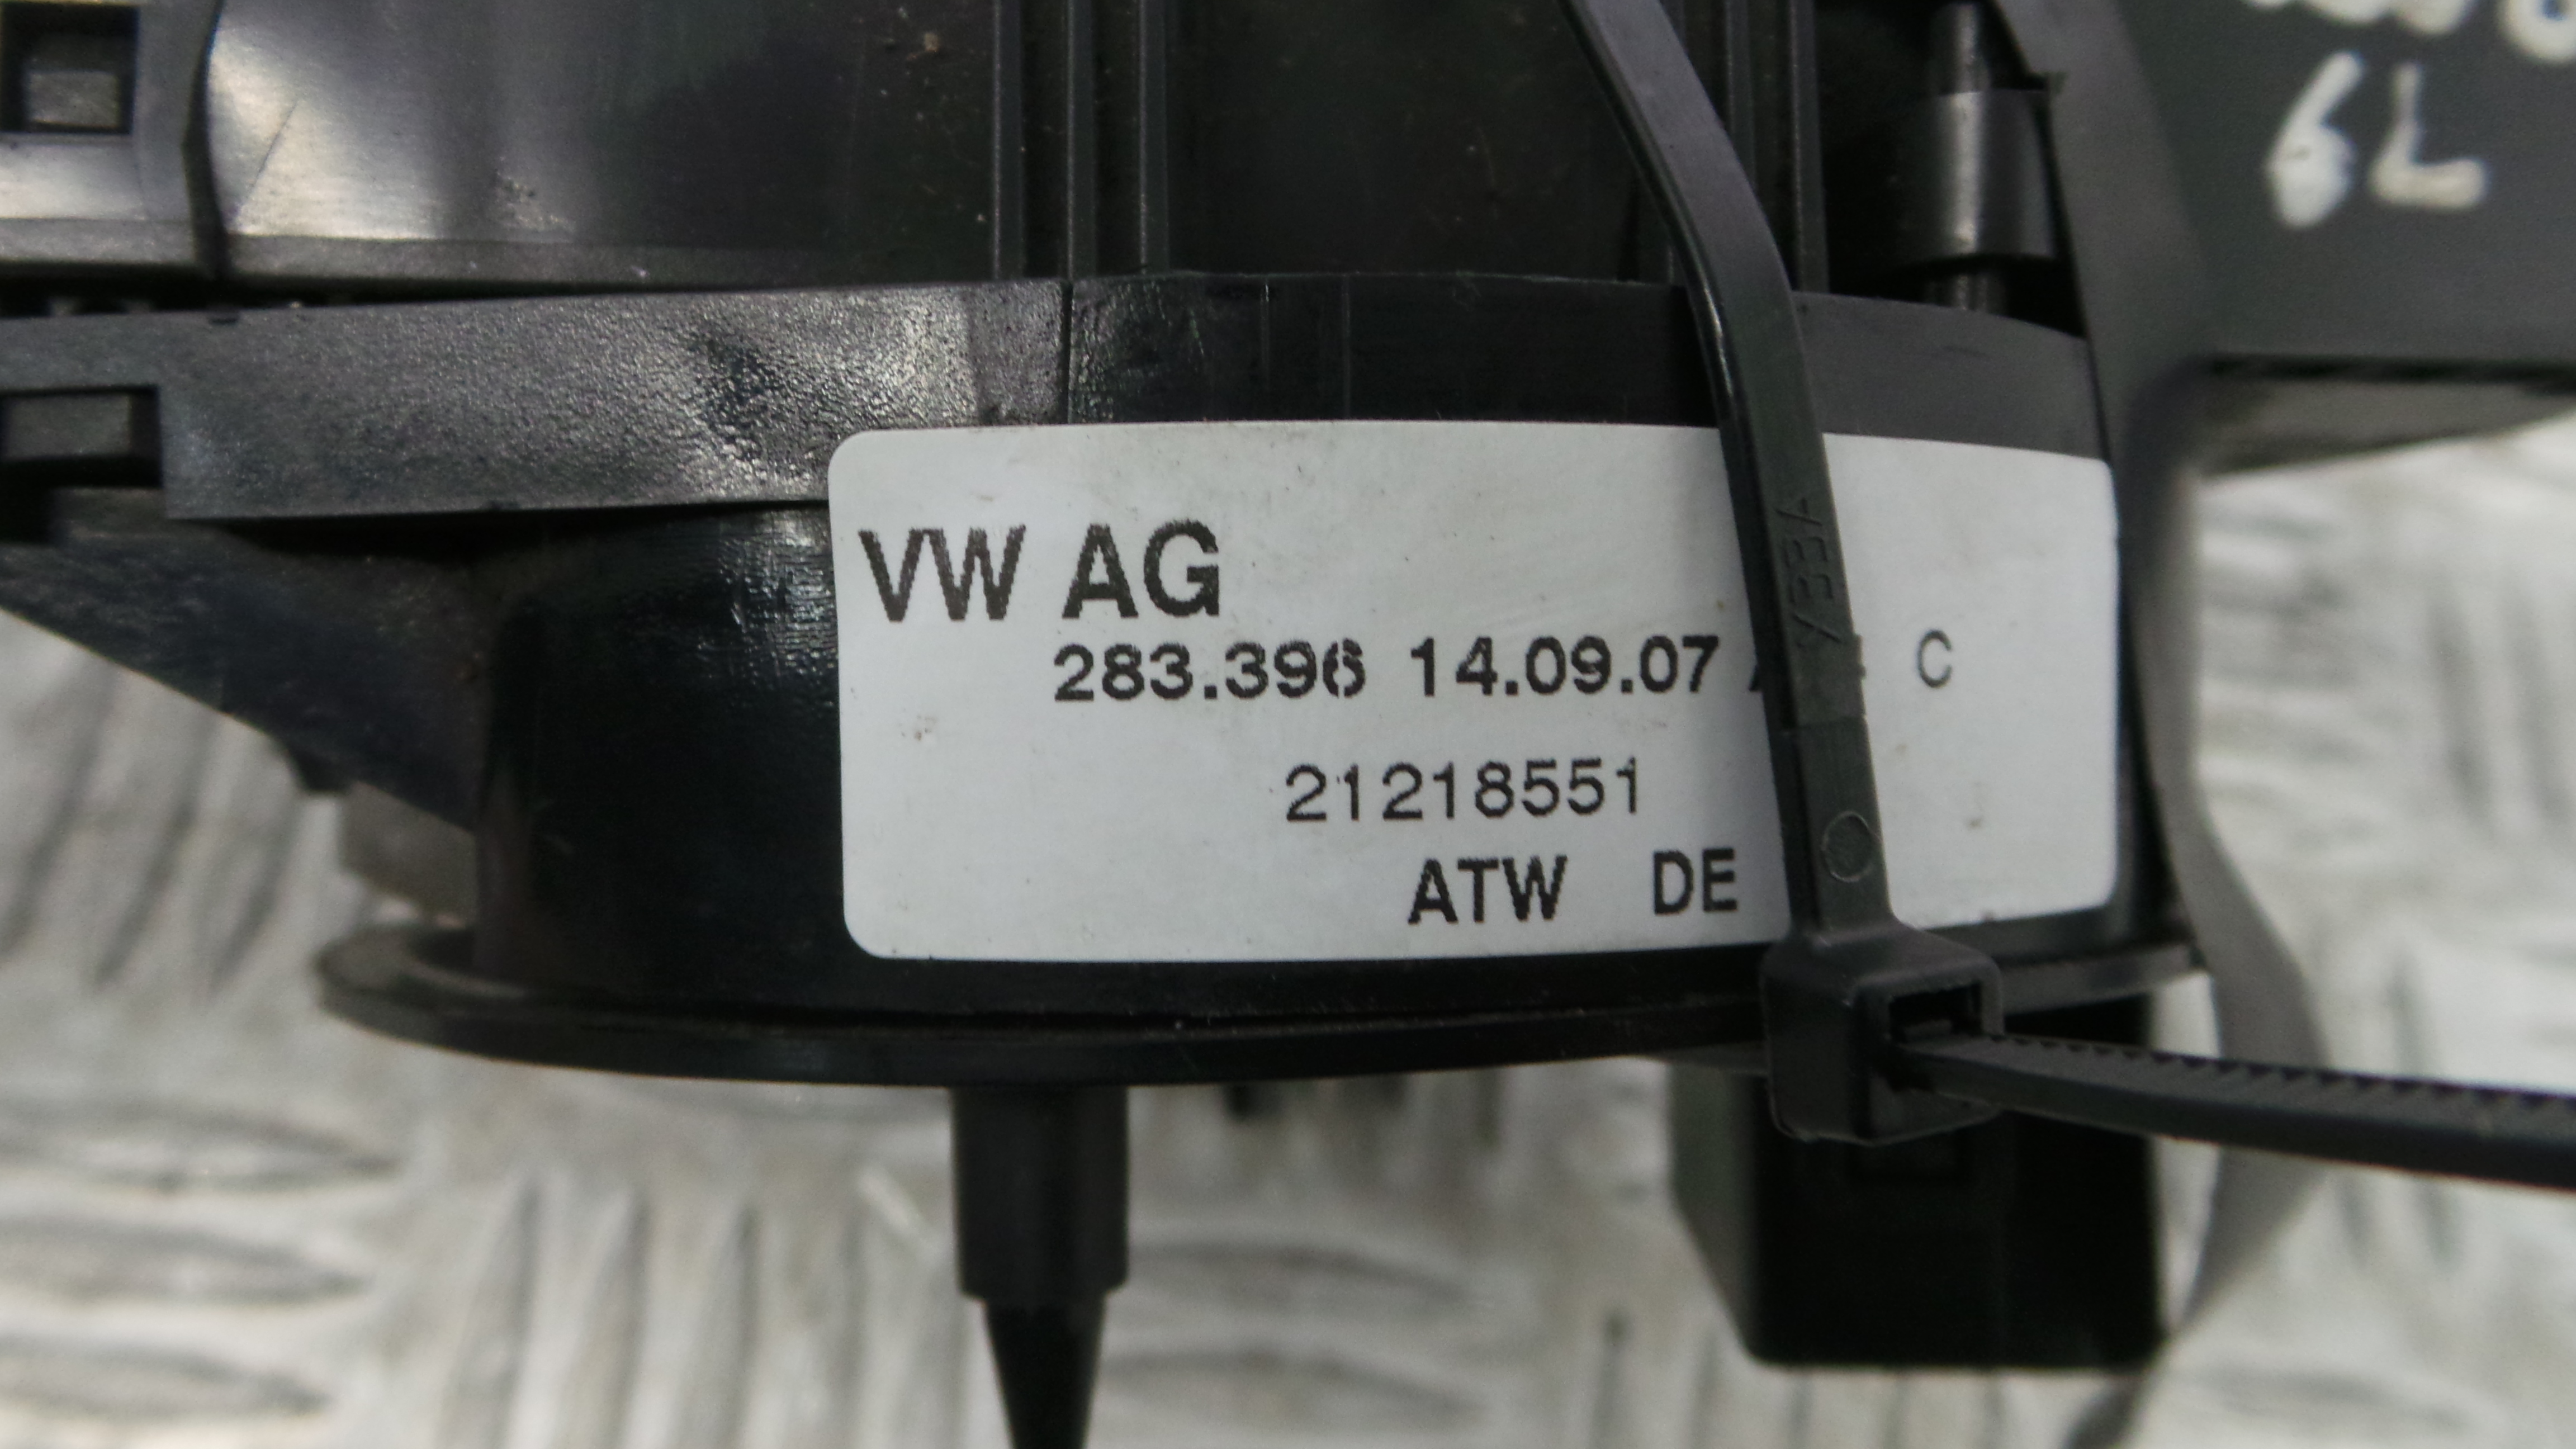 6L
VW AG
283.396 14.09.07 C
21218551
ATW DE